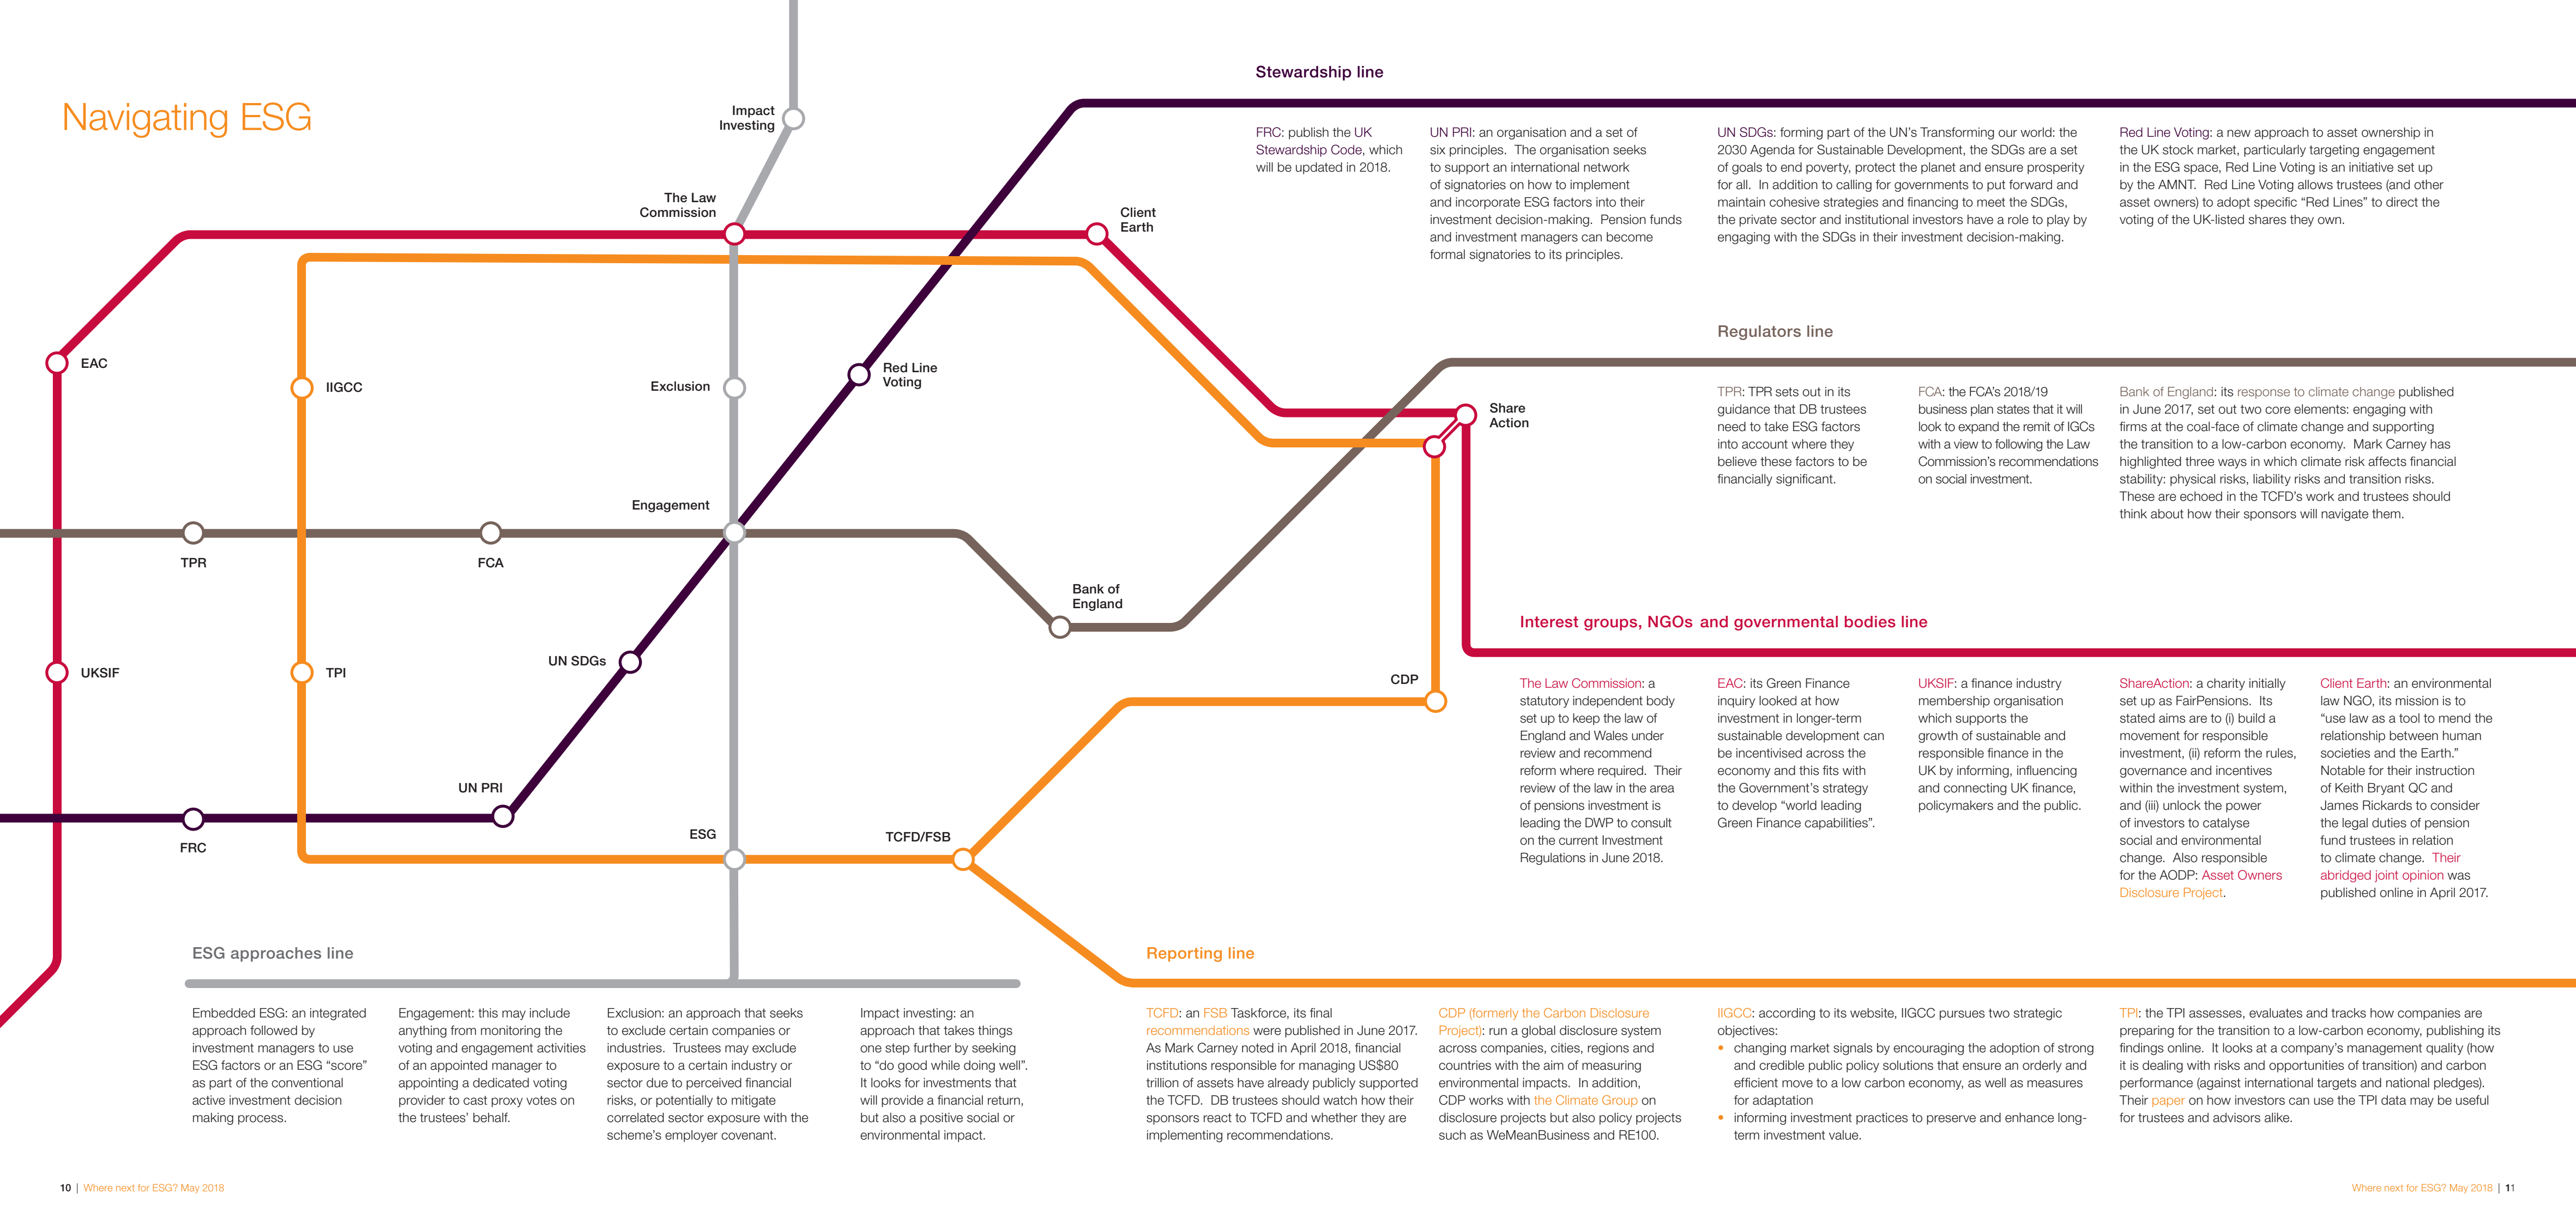 Navigating ESG
Impact
Investing
The Law
Commission
Client
Earth
EAC
IIGCC
Exclusion
Red Line
Voting
Share
Action
Engagement
TPR
FCA
Bank of
England
UKSIF
TPI
UN SDGs
CDP
UN PRI
FRC
ESG
TCFD/FSB
Stewardship line
FRC: publish the UK
Stewardship Code, which
will be updated in 2018.
UN PRI: an organisation and a set of
six principles. The organisation seeks
to support an international network
of signatories on how to implement
and incorporate ESG factors into their
investment decision-making. Pension funds
and investment managers can become
formal signatories to its principles.
UN SDGs: forming part of the UN's Transforming our world: the
2030 Agenda for Sustainable Development, the SDGs are a set
of goals to end poverty, protect the planet and ensure prosperity
for all. In addition to calling for governments to put forward and
maintain cohesive strategies and financing to meet the SDGs,
the private sector and institutional investors have a role to play by
engaging with the SDGs in their investment decision-making.
Red Line Voting: a new approach to asset ownership in
the UK stock market, particularly targeting engagement
in the ESG space, Red Line Voting is an initiative set up
by the AMNT. Red Line Voting allows trustees (and other
asset owners) to adopt specific “Red Lines” to direct the
voting of the UK-listed shares they own.
Regulators line
TPR: TPR sets out in its
guidance that DB trustees
need to take ESG factors
into account where they
believe these factors to be
financially significant.
FCA: the FCA's 2018/19
business plan states that it will
look to expand the remit of IGCs
with a view to following the Law
Commission's recommendations
on social investment.
Bank of England: its response to climate change published
in June 2017, set out two core elements: engaging with
firms at the coal-face of climate change and supporting
the transition to a low-carbon economy. Mark Carney has
highlighted three ways in which climate risk affects financial
stability: physical risks, liability risks and transition risks.
These are echoed in the TCFD's work and trustees should
think about how their sponsors will navigate them.
Interest groups, NGOs and governmental bodies line
The Law Commission: a
statutory independent body
set up to keep the law of
England and Wales under
review and recommend
reform where required. Their
review of the law in the area
of pensions investment is
leading the DWP to consult
on the current Investment
Regulations in June 2018.
EAC: its Green Finance
inquiry looked at how
investment in longer-term
sustainable development can
be incentivised across the
economy and this fits with
the Government's strategy
to develop “world leading
Green Finance capabilities”.
UKSIF: a finance industry
membership organisation
which supports the
growth of sustainable and
responsible finance in the
UK by informing, influencing
and connecting UK finance,
policymakers and the public.
ShareAction: a charity initially
set up as FairPensions. Its
stated aims are to (i) build a
movement for responsible
investment, (ii) reform the rules,
governance and incentives
within the investment system,
and (iii) unlock the power
of investors to catalyse
social and environmental
change. Also responsible
for the AODP: Asset Owners
Disclosure Project.
Client Earth: an environmental
law NGO, its mission is to
“use law as a tool to mend the
relationship between human
societies and the Earth.”
Notable for their instruction
of Keith Bryant QC and
James Rickards to consider
the legal duties of pension
fund trustees in relation
to climate change. Their
abridged joint opinion was
published online in April 2017.
ESG approaches line
Embedded ESG: an integrated
approach followed by
investment managers to use
ESG factors or an ESG “score”
as part of the conventional
active investment decision
making process.
Engagement: this may include
anything from monitoring the
voting and engagement activities
of an appointed manager to
appointing a dedicated voting
provider to cast proxy votes on
the trustees' behalf.
Exclusion: an approach that seeks
to exclude certain companies or
industries. Trustees may exclude
exposure to a certain industry or
sector due to perceived financial
risks, or potentially to mitigate
correlated sector exposure with the
scheme's employer covenant.
Impact investing: an
approach that takes things
one step further by seeking
to “do good while doing well”.
It looks for investments that
will provide a financial return,
but also a positive social or
environmental impact.
Reporting line
TCFD: an FSB Taskforce, its final
recommendations were published in June 2017.
As Mark Carney noted in April 2018, financial
institutions responsible for managing US$80
trillion of assets have already publicly supported
the TCFD. DB trustees should watch how their
sponsors react to TCFD and whether they are
implementing recommendations.
CDP (formerly the Carbon Disclosure
Project): run a global disclosure system
across companies, cities, regions and
countries with the aim of measuring
environmental impacts. In addition,
CDP works with the Climate Group on
disclosure projects but also policy projects
such as WeMeanBusiness and RE100.
IIGCC: according to its website, IIGCC pursues two strategic
objectives:
• changing market signals by encouraging the adoption of strong
and credible public policy solutions that ensure an orderly and
efficient move to a low carbon economy, as well as measures
for adaptation
• informing investment practices to preserve and enhance long-
term investment value.
TPI: the TPI assesses, evaluates and tracks how companies are
preparing for the transition to a low-carbon economy, publishing its
findings online. It looks at a company's management quality (how
it is dealing with risks and opportunities of transition) and carbon
performance (against international targets and national pledges).
Their paper on how investors can use the TPI data may be useful
for trustees and advisors alike.
10 | Where next for ESG? May 2018
Where next for ESG? May 2018 | 11